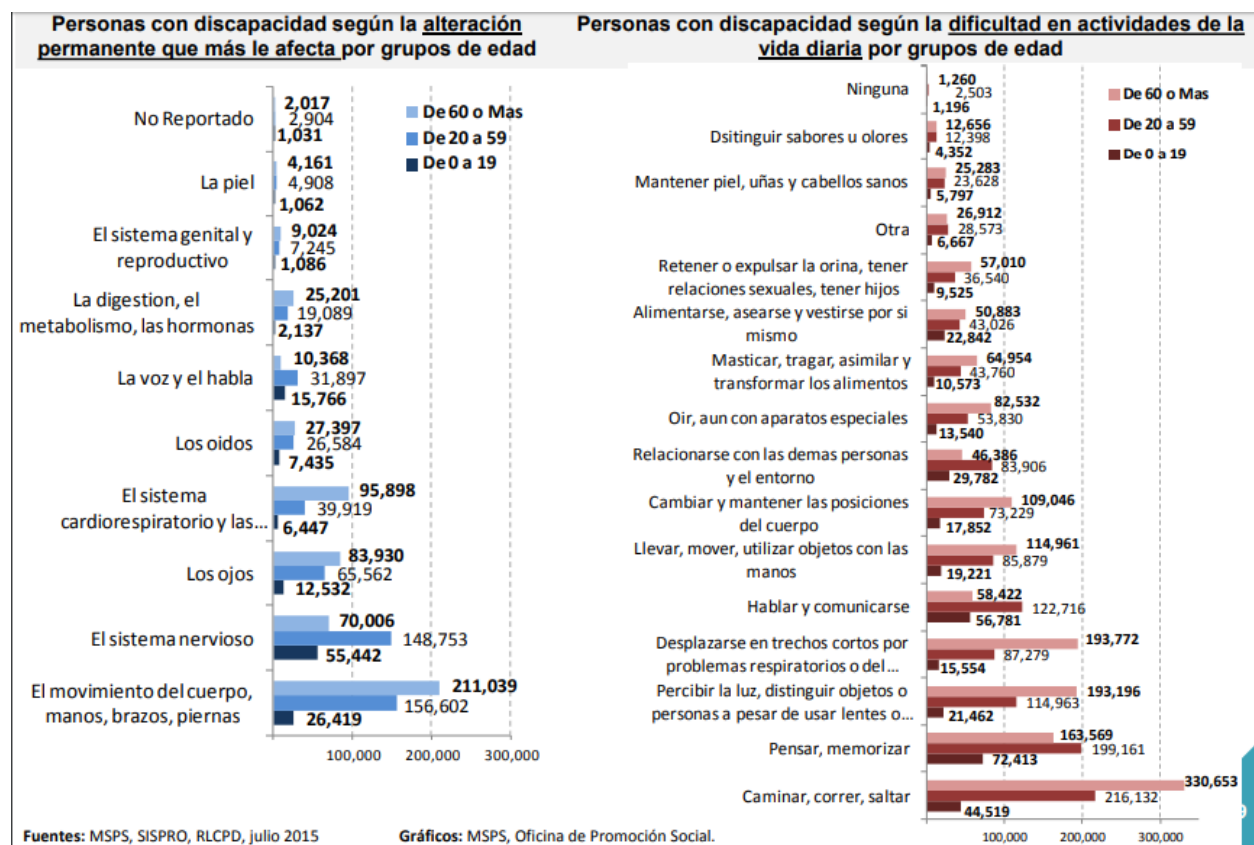 Personas con discapacidad según la alteración
permanente que más le afecta por grupos de edad
No Reportado
2,017
2,904
1,031
De 60 o Mas
De 20 a 59
De 0 a 19
La piel
4,161
4,908
1,062
El sistema genital y
reproductivo
9,024
7,245
1,086
La digestion, el
metabolismo, las hormonas
25,201
19,089
2,137
La voz y el habla
10,368
31,897
15,766
Los oidos
27,397
26,584
7,435
El sistema
cardiorespiratorio y las...
95,898
39,919
6,447
Los ojos
83,930
65,562
12,532
El sistema nervioso
70,006
148,753
55,442
El movimiento del cuerpo,
manos, brazos, piernas
211,039
156,602
26,419
100,000 200,000 300,000
Personas con discapacidad según la dificultad en actividades de la
vida diaria por grupos de edad
Ninguna
1,260
2,503
1,196
De 60 o Mas
De 20 a 59
De 0 a 19
Dsitinguir sabores u olores
12,656
12,398
4,352
Mantener piel, uñas y cabellos sanos
25,283
23,628
5,797
Otra
26,912
28,573
6,667
Retener o expulsar la orina, tener
relaciones sexuales, tener hijos
57,010
36,540
9,525
Alimentarse, asearse y vestirse por si
mismo
50,883
43,026
22,842
Masticar, tragar, asimilar y
transformar los alimentos
64,954
43,760
10,573
Oir, aun con aparatos especiales
82,532
53,830
13,540
Relacionarse con las demas personas
y el entorno
46,386
83,906
29,782
Cambiar y mantener las posiciones
del cuerpo
109,046
73,229
17,852
Llevar, mover, utilizar objetos con las
manos
114,961
85,879
19,221
Hablar y comunicarse
58,422
122,716
56,781
Desplazarse en trechos cortos por
problemas respiratorios o del...
193,772
87,279
15,554
Percibir la luz, distinguir objetos o
personas a pesar de usar lentes o...
193,196
114,963
21,462
Pensar, memorizar
163,569
199,161
72,413
Caminar, correr, saltar
330,653
216,132
44,519
100,000 200,000 300,000
9
Fuentes: MSPS, SISPRO, RLCPD, julio 2015
Gráficos: MSPS, Oficina de Promoción Social.